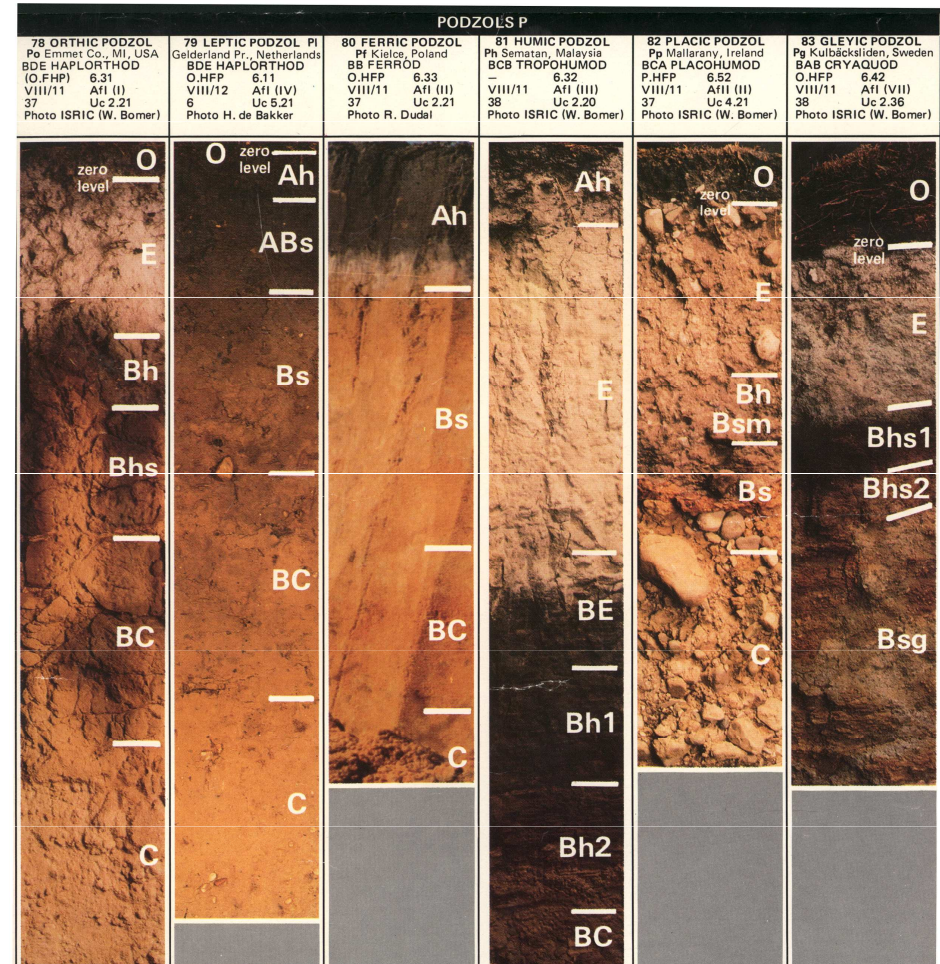 PODZOLS P
78 ORTHIC PODZOL
Po Emmet Co., MI, USA
BDE HAPLORTHOD
(O.FHP) 6.31
VIII/11 AfI (I)
37 Uc 2.21
Photo ISRIC (W. Bomer)
O
zero
level
E
Bh
Bhs
BC
C
79 LEPTIC PODZOL Pl
Gelderland Pr., Netherlands
BDE HAPLORTHOD
O.HFP 6.11
VIII/12 AfI (IV)
6 Uc 5.21
Photo H. de Bakker
O zero
level
Ah
ABs
Bs
BC
C
80 FERRIC PODZOL
Pf Kielce, Poland
BB FERROD
O.HFP 6.33
VIII/11 AfI (II)
37 Uc 2.21
Photo R. Dudal
Ah
Bs
BC
C
81 HUMIC PODZOL
Ph Sematan, Malaysia
BCB TROPOHUMOD
— 6.32
VIII/11 AfI (III)
38 Uc 2.20
Photo ISRIC (W. Bomer)
Ah
E
BE
Bh1
Bh2
BC
82 PLACIC PODZOL
Pp Mallarany, Ireland
BCA PLACOHUMOD
P.HFP 6.52
VIII/11 AfII (III)
37 Uc 4.21
Photo ISRIC (W. Bomer)
O
zero
level
E
Bh
Bsm
Bs
C
83 GLEYIC PODZOL
Pg Kulbäcksliden, Sweden
BAB CRYAQUOD
O.HFP 6.42
VIII/11 AfI (VII)
38 Uc 2.36
Photo ISRIC (W. Bomer)
O
zero
level
E
Bhs1
Bhs2
Bsg